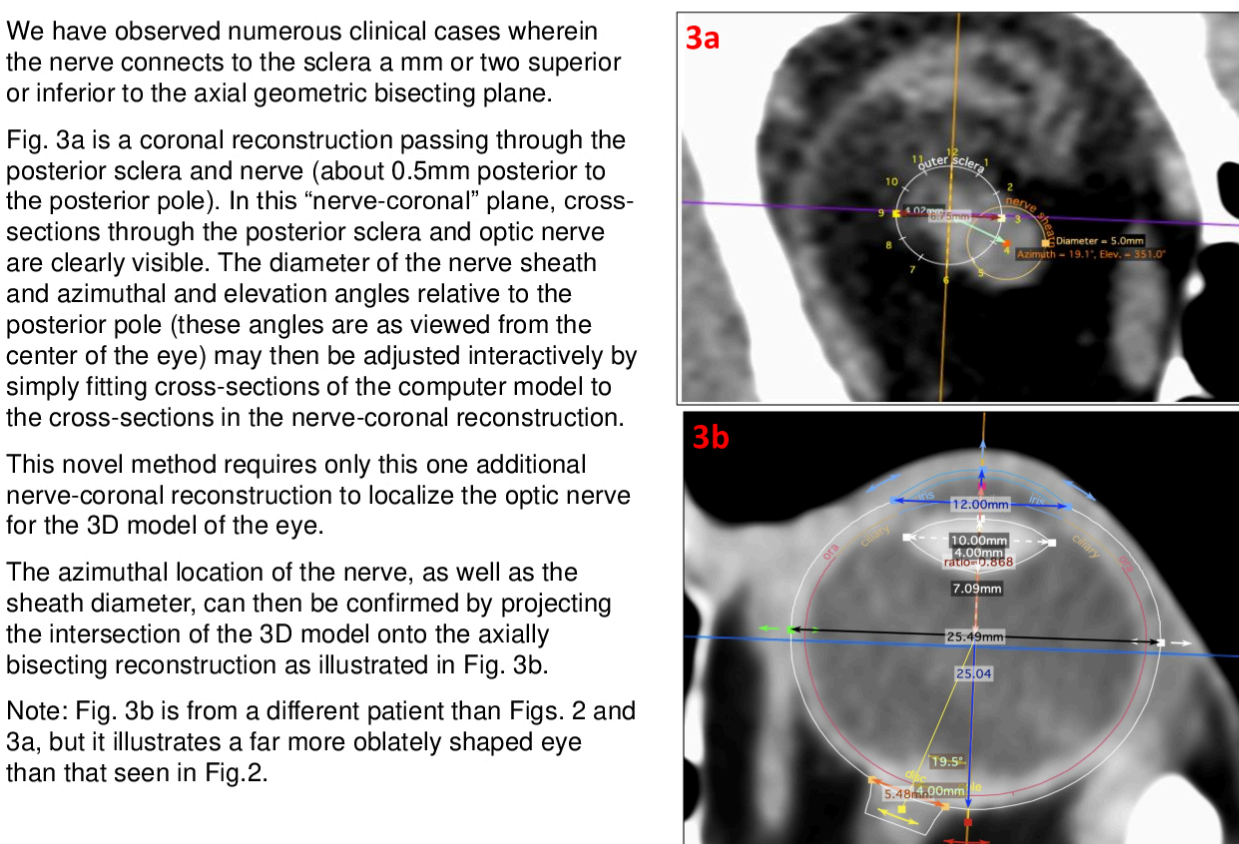 We have observed numerous clinical cases wherein
the nerve connects to the sclera a mm or two superior
or inferior to the axial geometric bisecting plane.
Fig. 3a is a coronal reconstruction passing through the
posterior sclera and nerve (about 0.5mm posterior to
the posterior pole). In this “nerve-coronal” plane, cross-
sections through the posterior sclera and optic nerve
are clearly visible. The diameter of the nerve sheath
and azimuthal and elevation angles relative to the
posterior pole (these angles are as viewed from the
center of the eye) may then be adjusted interactively by
simply fitting cross-sections of the computer model to
the cross-sections in the nerve-coronal reconstruction.
This novel method requires only this one additional
nerve-coronal reconstruction to localize the optic nerve
for the 3D model of the eye.
The azimuthal location of the nerve, as well as the
sheath diameter, can then be confirmed by projecting
the intersection of the 3D model onto the axially
bisecting reconstruction as illustrated in Fig. 3b.
Note: Fig. 3b is from a different patient than Figs. 2 and
3a, but it illustrates a far more oblately shaped eye
than that seen in Fig.2.
3a
outer sclera
12
11
1
10
2
nerve
9
4.02mm
6.75mm
3
8
4
Diameter = 5.0mm
Azimuth = 19.1°, Elev. = 351.0°
7
5
6
3b
iris
iris
12.00mm
ciliary
ciliary
ora
ora
10.00mm
4.00mm
ratio=0.868
7.09mm
25.49mm
25.04
19.5°
disc
5.48mm
4.00mm